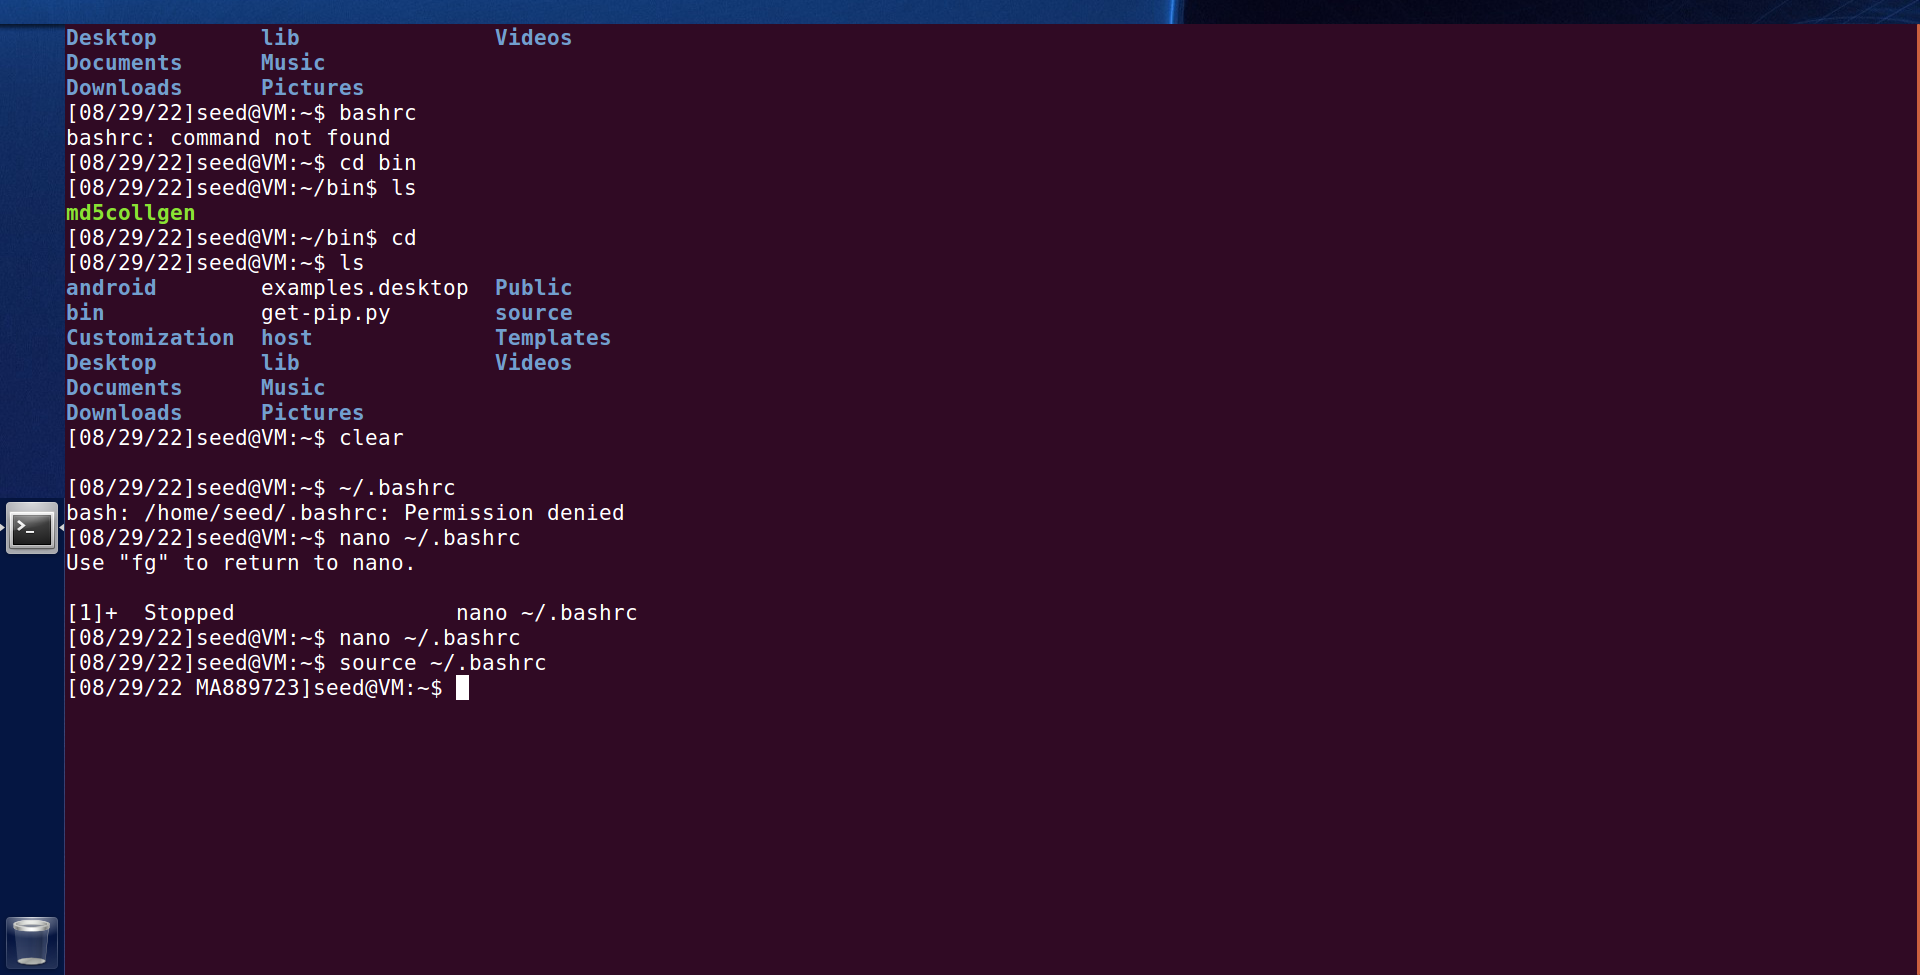 Desktop        lib               Videos
Documents      Music
Downloads      Pictures
[08/29/22]seed@VM:~$ bashrc
bashrc: command not found
[08/29/22]seed@VM:~$ cd bin
[08/29/22]seed@VM:~/bin$ ls
md5collgen
[08/29/22]seed@VM:~/bin$ cd
[08/29/22]seed@VM:~$ ls
android        examples.desktop  Public
bin            get-pip.py        source
Customization  host              Templates
Desktop        lib               Videos
Documents      Music
Downloads      Pictures
[08/29/22]seed@VM:~$ clear
[08/29/22]seed@VM:~$ ~/.bashrc
bash: /home/seed/.bashrc: Permission denied
[08/29/22]seed@VM:~$ nano ~/.bashrc
Use "fg" to return to nano.
[1]+  Stopped                 nano ~/.bashrc
[08/29/22]seed@VM:~$ nano ~/.bashrc
[08/29/22]seed@VM:~$ source ~/.bashrc
[08/29/22 MA889723]seed@VM:~$